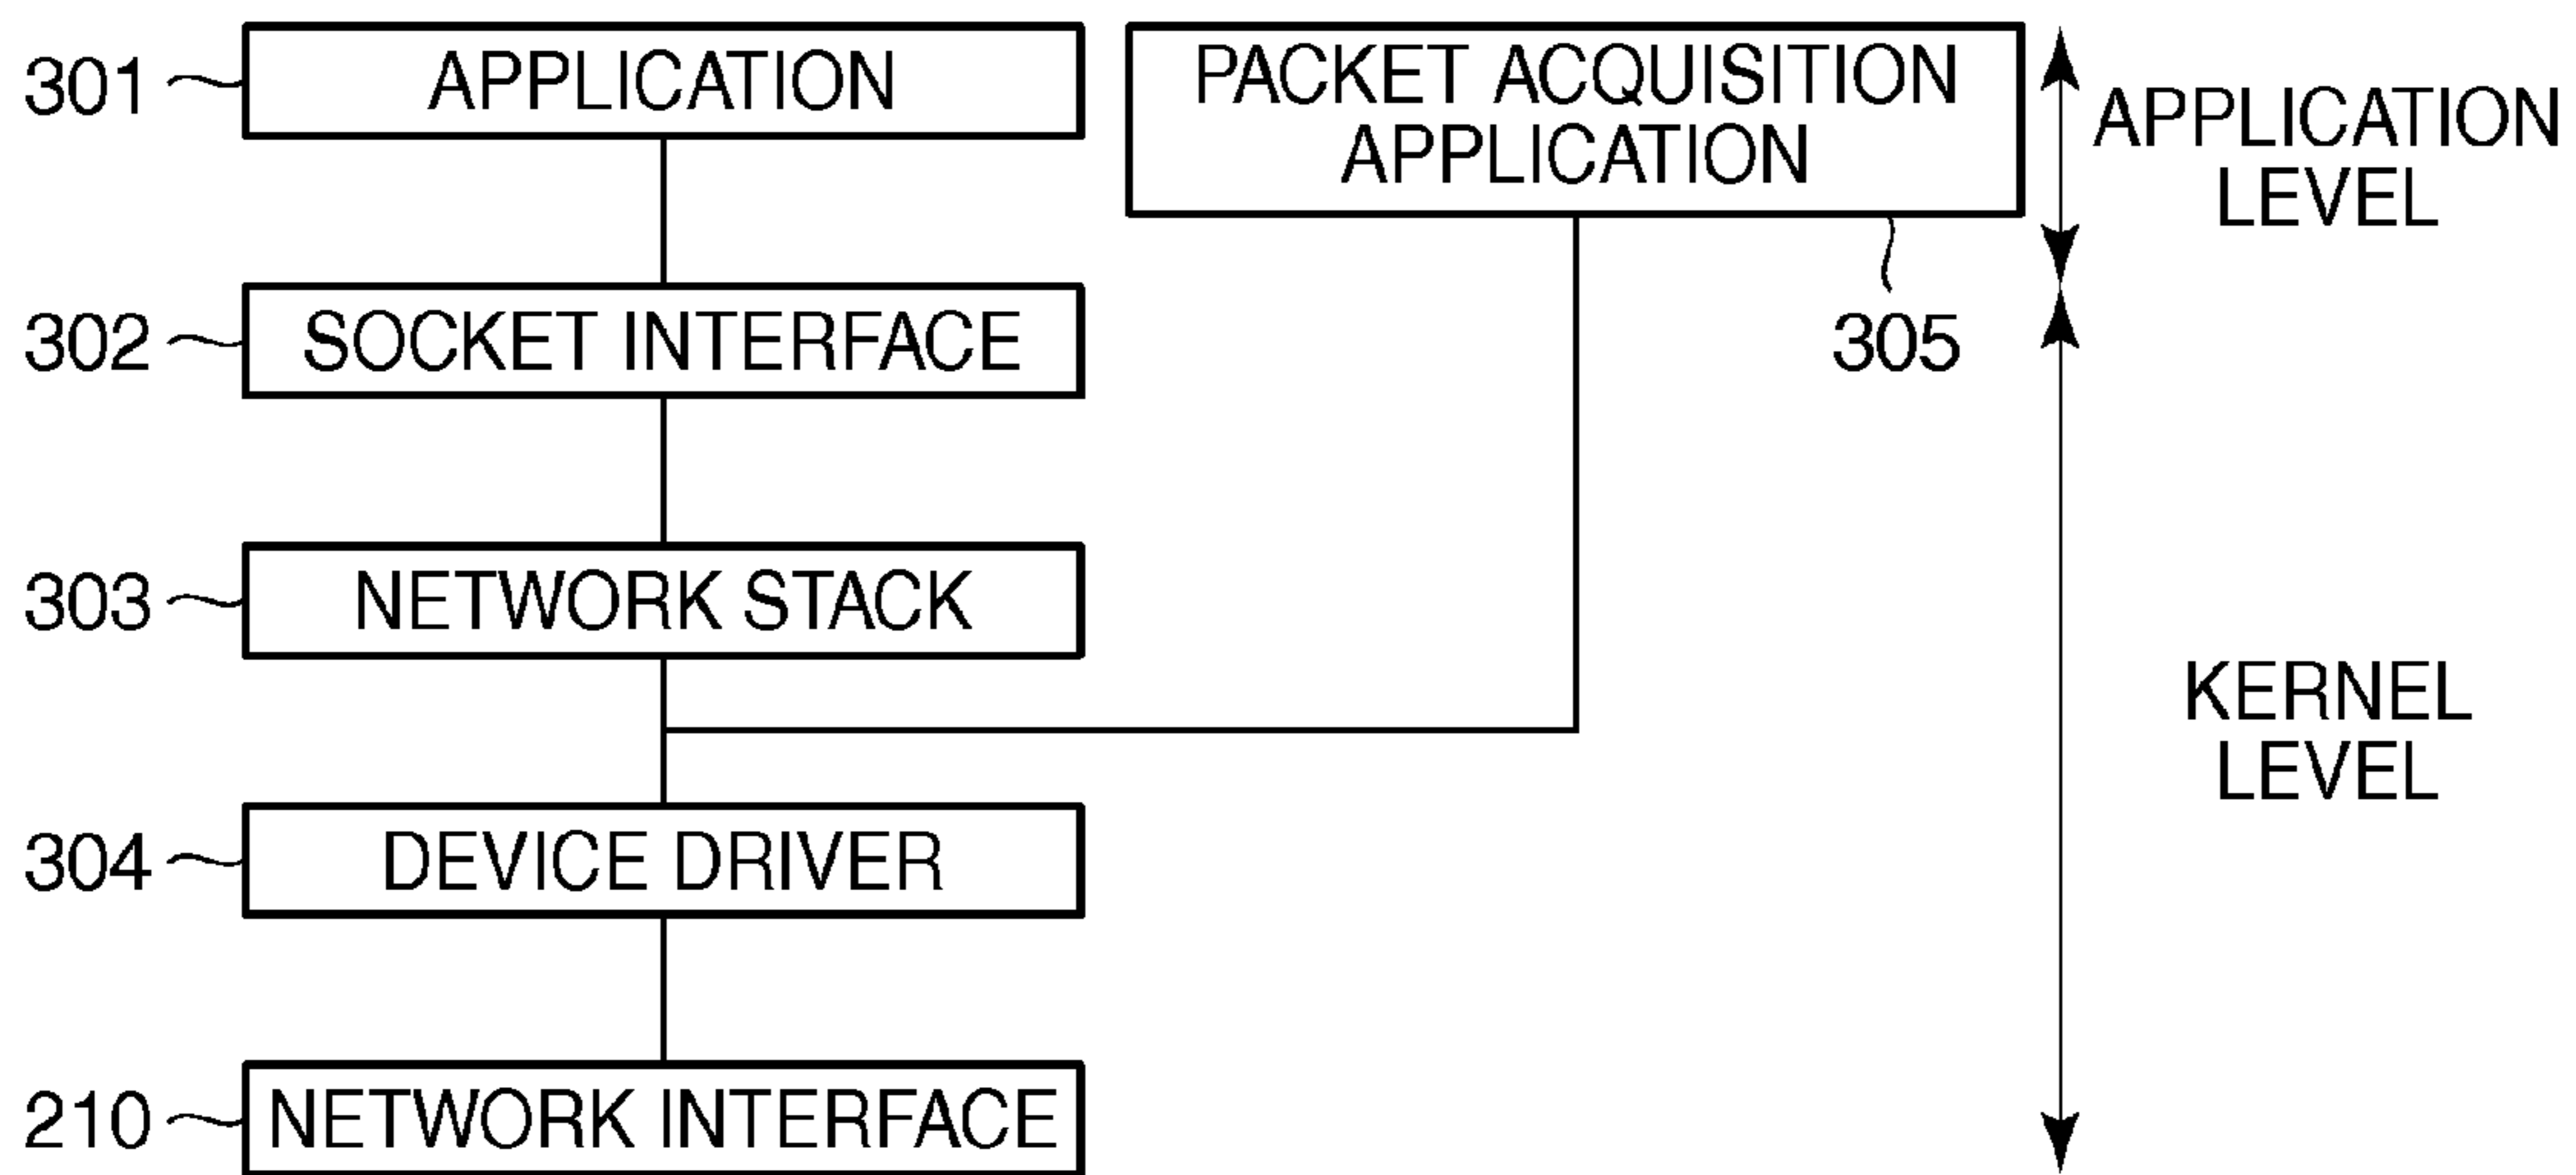 301
APPLICATION
PACKET ACQUISITION
APPLICATION
APPLICATION
LEVEL
302
SOCKET INTERFACE
305
303
NETWORK STACK
KERNEL
LEVEL
304
DEVICE DRIVER
210
NETWORK INTERFACE